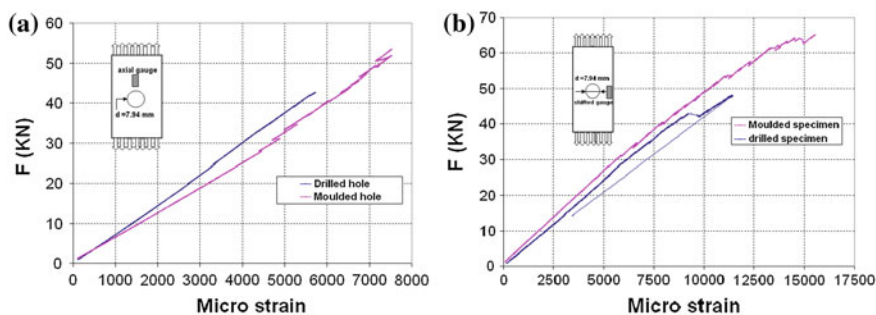 (a)
F (KN)
60
50
40
30
20
10
0
axial gauge
d =7.94 mm
Drilled hole
Moulded hole
0 1000 2000 3000 4000 5000 6000 7000 8000
Micro strain
(b)
F (KN)
70
60
50
40
30
20
10
0
d =7.94 mm
shifted gauge
Moulded specimen
drilled specimen
0 2500 5000 7500 10000 12500 15000 17500
Micro strain